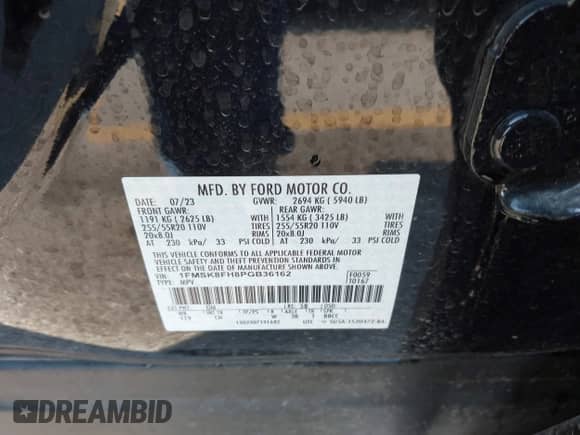 MFD. BY FORD MOTOR CO.
DATE: 07/23 GVWR: 2694 KG ( 5940 LB)
FRONT GAWR: REAR GAWR:
1191 KG ( 2625 LB) 1554 KG ( 3425 LB)
255/55R20 110V TIRES 255/55R20 110V
20x8.0J RIMS 20x8.0J
AT 230 kPa/ 33 PSI COLD AT 230 kPa/ 33 PSI COLD
THIS VEHICLE CONFORMS TO ALL APPLICABLE FEDERAL MOTOR
VEHICLE SAFETY AND THEFT PREVENTION STANDARDS IN EFFECT
ON THE DATE OF MANUFACTURE SHOWN ABOVE.
VIN: 1FMSK8FH8PGB36162 F0059
TYPE: MPV T0167
DREAMBID